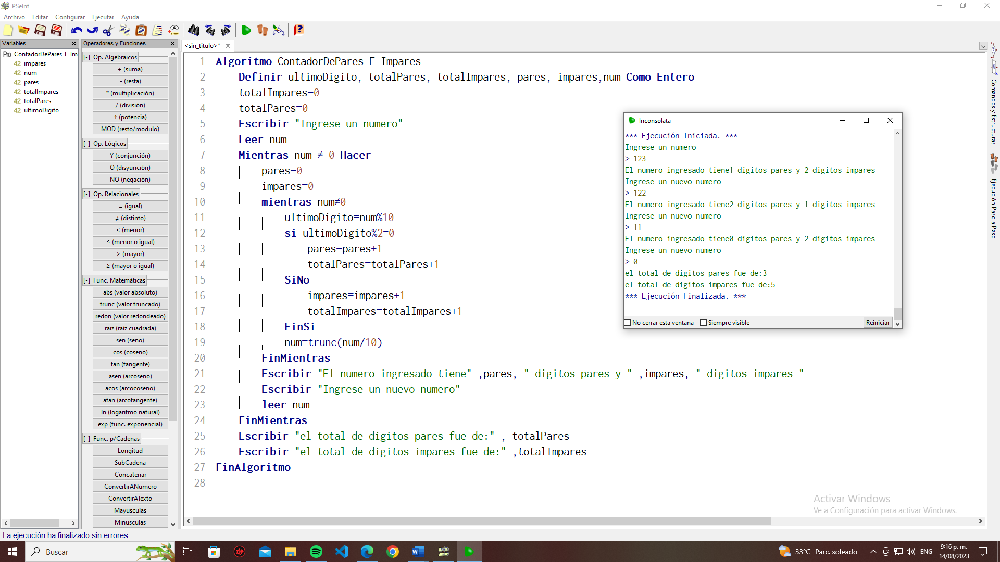 PSeInt
Archivo Editar Configurar Ejecutar Ayuda
Variables
Pro ContadorDePares_E_Im
42 impares
42 num
42 pares
42 totalImpares
42 totalPares
42 ultimoDigito
Operadores y Funciones
[-] Op. Algebraicos
+ (suma)
- (resta)
* (multiplicación)
/ (división)
↑ (potencia)
MOD (resto/modulo)
[-] Op. Lógicos
Y (conjunción)
O (disyunción)
NO (negación)
[-] Op. Relacionales
= (igual)
≠ (distinto)
< (menor)
≤ (menor o igual)
> (mayor)
≥ (mayor o igual)
[-] Func. Matemáticas
abs (valor absoluto)
trunc (valor truncado)
redon (valor redondeado)
raiz (raíz cuadrada)
sen (seno)
cos (coseno)
tan (tangente)
asen (arcoseno)
acos (arcocoseno)
atan (arcotangente)
ln (logaritmo natural)
exp (func. exponencial)
[-] Func. p/Cadenas
Longitud
SubCadena
Concatenar
ConvertirANumero
ConvertirATexto
Mayusculas
Minusculas
<sin_titulo>*
1 Algoritmo ContadorDePares_E_Impares
2 Definir ultimoDigito, totalPares, totalImpares, pares, impares,num Como Entero
3 totalImpares=0
4 totalPares=0
5 Escribir "Ingrese un numero"
6 Leer num
7 Mientras num ≠ 0 Hacer
8 pares=0
9 impares=0
10 mientras num≠0
11 ultimoDigito=num%10
12 si ultimoDigito%2=0
13 pares=pares+1
14 totalPares=totalPares+1
15 SiNo
16 impares=impares+1
17 totalImpares=totalImpares+1
18 FinSi
19 num=trunc(num/10)
20 FinMientras
21 Escribir "El numero ingresado tiene" ,pares, " digitos pares y " ,impares, " digitos impares "
22 Escribir "Ingrese un nuevo numero"
23 leer num
24 FinMientras
25 Escribir "el total de digitos pares fue de:" , totalPares
26 Escribir "el total de digitos impares fue de:" ,totalImpares
27 FinAlgoritmo
28
Inconsolata
*** Ejecución Iniciada. ***
Ingrese un numero
> 123
El numero ingresado tiene1 digitos pares y 2 digitos impares
Ingrese un nuevo numero
> 122
El numero ingresado tiene2 digitos pares y 1 digitos impares
Ingrese un nuevo numero
> 11
El numero ingresado tiene0 digitos pares y 2 digitos impares
Ingrese un nuevo numero
> 0
el total de digitos pares fue de:3
el total de digitos impares fue de:5
*** Ejecución Finalizada. ***
No cerrar esta ventana Siempre visible Reiniciar
Comandos y Estructuras
Ejecución Paso a Paso
Activar Windows
Ve a Configuración para activar Windows.
La ejecución ha finalizado sin errores.
Buscar
33°C Parc. soleado
ENG
9:16 p. m.
14/08/2023